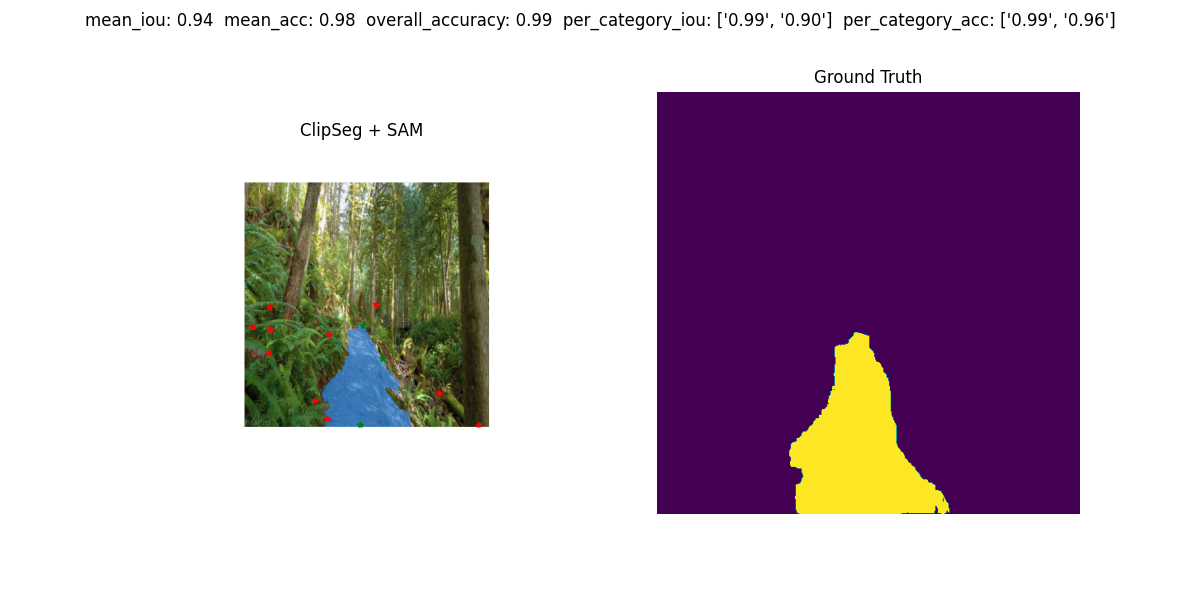 mean_iou: 0.94  mean_acc: 0.98  overall_accuracy: 0.99  per_category_iou: ['0.99', '0.90']  per_category_acc: ['0.99', '0.96']
Ground Truth
ClipSeg + SAM